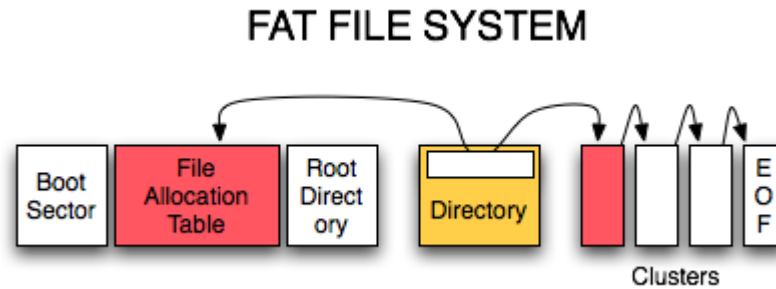 FAT FILE SYSTEM
Boot
Sector
File
Allocation
Table
Root
Direct
ory
Directory
E
O
F
Clusters